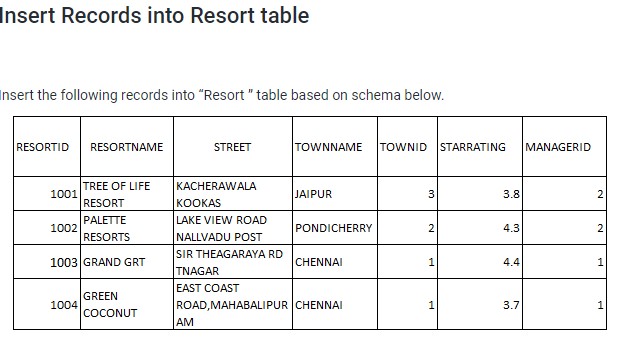 Insert Records into Resort table
Insert the following records into “Resort ” table based on schema below.
RESORTID RESORTNAME STREET TOWNNAME TOWNID STARRATING MANAGERID
1001 TREE OF LIFE RESORT KACHERAWALA KOOKAS JAIPUR 3 3.8 2
1002 PALETTE RESORTS LAKE VIEW ROAD NALLVADU POST PONDICHERRY 2 4.3 2
1003 GRAND GRT SIR THEAGARAYA RD TNAGAR CHENNAI 1 4.4 1
1004 GREEN COCONUT EAST COAST ROAD,MAHABALIPURAM CHENNAI 1 3.7 1